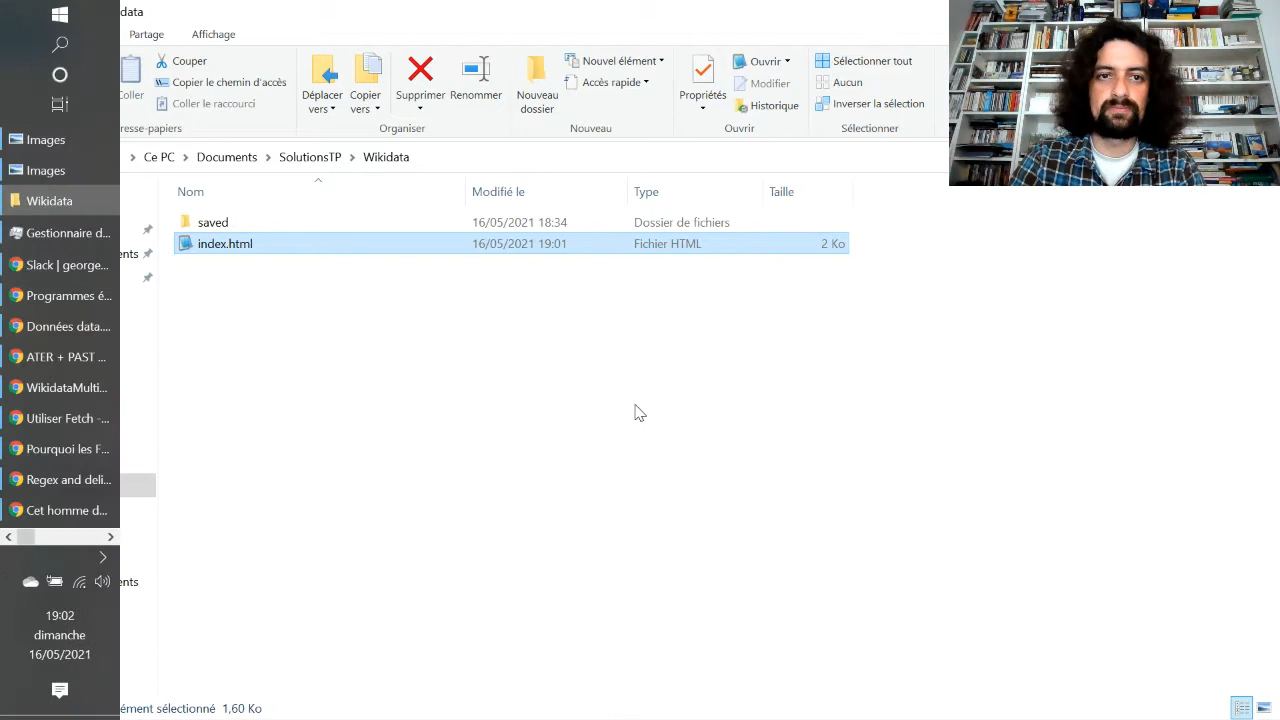 data
Partage Affichage
Coller
Couper
Copier le chemin d'accès
Coller le raccourci
resse-papiers
Déplacer vers
Copier vers
Supprimer
Renommer
Organiser
Nouveau dossier
Nouvel élément
Accès rapide
Nouveau
Propriétés
Ouvrir
Modifier
Historique
Ouvrir
Sélectionner tout
Aucun
Inverser la sélection
Sélectionner
Ce PC Documents SolutionsTP Wikidata
Nom Modifié le Type Taille
saved 16/05/2021 18:34 Dossier de fichiers
index.html 16/05/2021 19:01 Fichier HTML 2 Ko
ents
ents
Images
Images
Wikidata
Gestionnaire d...
Slack | george...
Programmes é...
Données data....
ATER + PAST ...
WikidataMulti...
Utiliser Fetch -...
Pourquoi les F...
Regex and deli...
Cet homme d...
19:02
dimanche
16/05/2021
ément sélectionné 1,60 Ko